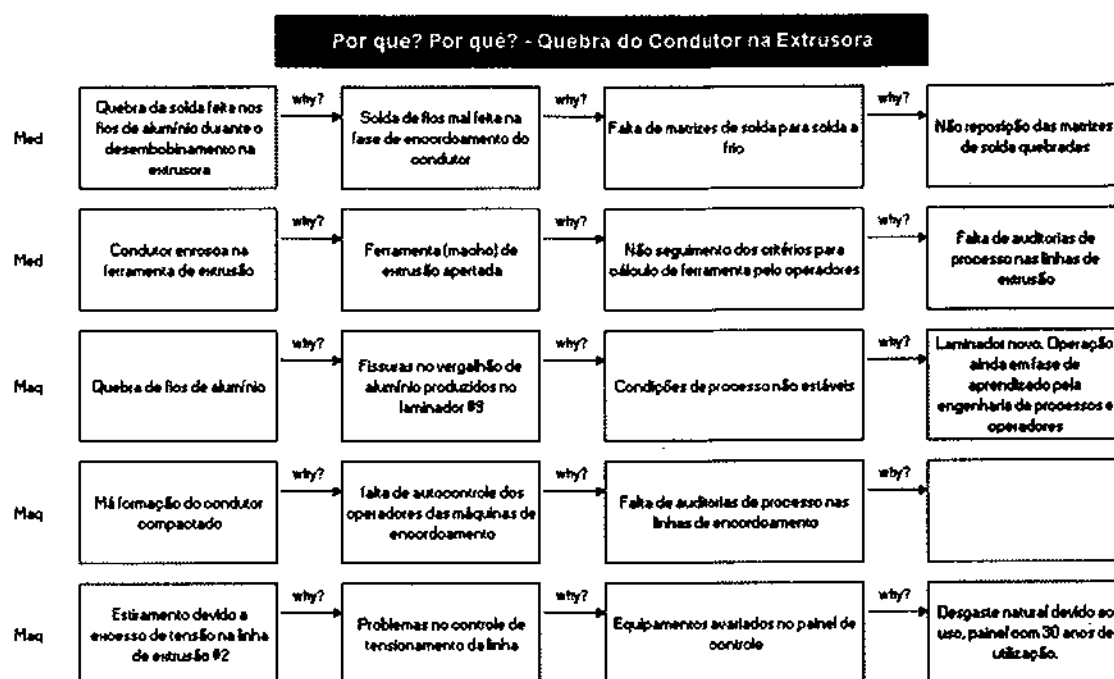 Por quê? Por quê? - Quebra do Condutor na Extrusora
Med
Quebra da solda feita nos
fios de alumínio durante o
desembobinamento na
extrusora
why?
Solda de fios mal feita na
fase de encordoamento do
condutor
why?
Falta de matrizes de solda para solda a
frio
why?
Não reposição das matrizes
de solda quebradas
Med
Condutor enrosca na
ferramenta de extrusão
why?
Ferramenta (macho) de
extrusão apertada
why?
Não seguimento dos critérios para
cálculo de ferramenta pelo operadores
why?
Falta de auditorias de
processo nas linhas de
extrusão
Maq
Quebra de fios de alumínio
why?
Fissuras no vergalhão de
alumínio produzidos no
laminador #3
why?
Condições de processo não estáveis
why?
Laminador novo. Operação
ainda em fase de
aprendizado pela
engenharia de processos e
operadores
Maq
Má formação do condutor
compactado
why?
falta de autocontrole dos
operadores das máquinas de
encordoamento
why?
Falta de auditorias de processo nas
linhas de encordoamento
why?
Maq
Estiramento devido a
excesso de tensão na linha
de extrusão #2
why?
Problemas no controle de
tensionamento da linha
why?
Equipamentos avariados no painel de
controle
why?
Desgaste natural devido ao
uso, painel com 30 anos de
utilização.